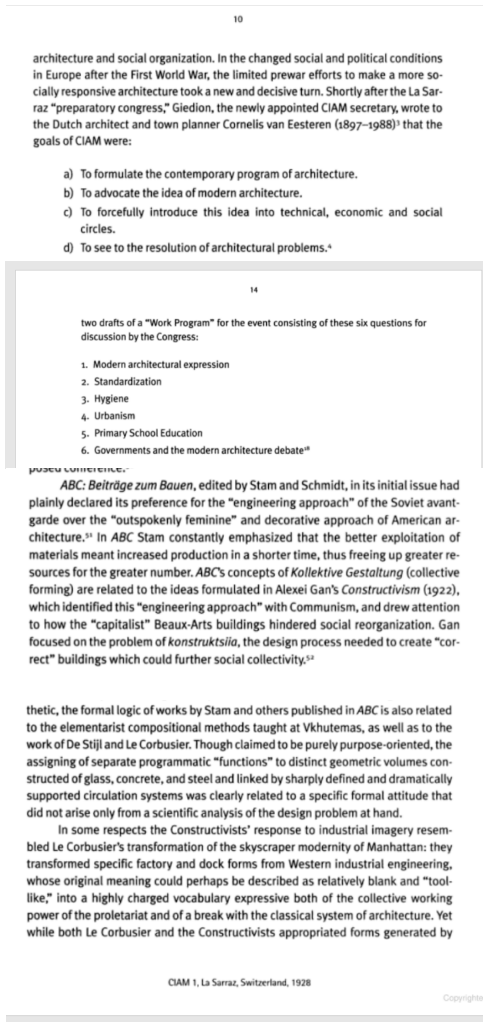 10
architecture and social organization. In the changed social and political conditions
in Europe after the First World War, the limited prewar efforts to make a more so-
cially responsive architecture took a new and decisive turn. Shortly after the La Sar-
raz “preparatory congress,” Giedion, the newly appointed CIAM secretary, wrote to
the Dutch architect and town planner Cornelis van Eesteren (1897–1988)³ that the
goals of CIAM were:
a) To formulate the contemporary program of architecture.
b) To advocate the idea of modern architecture.
c) To forcefully introduce this idea into technical, economic and social
circles.
d) To see to the resolution of architectural problems.⁴
14
two drafts of a “Work Program” for the event consisting of these six questions for
discussion by the Congress:
1. Modern architectural expression
2. Standardization
3. Hygiene
4. Urbanism
5. Primary School Education
6. Governments and the modern architecture debate¹⁸
posed conference.
ABC: Beiträge zum Bauen, edited by Stam and Schmidt, in its initial issue had
plainly declared its preference for the “engineering approach” of the Soviet avant-
garde over the “outspokenly feminine” and decorative approach of American ar-
chitecture.⁵¹ In ABC Stam constantly emphasized that the better exploitation of
materials meant increased production in a shorter time, thus freeing up greater re-
sources for the greater number. ABC’s concepts of Kollektive Gestaltung (collective
forming) are related to the ideas formulated in Alexei Gan’s Constructivism (1922),
which identified this “engineering approach” with Communism, and drew attention
to how the “capitalist” Beaux-Arts buildings hindered social reorganization. Gan
focused on the problem of konstruktsiia, the design process needed to create “cor-
rect” buildings which could further social collectivity.⁵²
thetic, the formal logic of works by Stam and others published in ABC is also related
to the elementarist compositional methods taught at Vkhutemas, as well as to the
work of De Stijl and Le Corbusier. Though claimed to be purely purpose-oriented, the
assigning of separate programmatic “functions” to distinct geometric volumes con-
structed of glass, concrete, and steel and linked by sharply defined and dramatically
supported circulation systems was clearly related to a specific formal attitude that
did not arise only from a scientific analysis of the design problem at hand.
In some respects the Constructivists’ response to industrial imagery resem-
bled Le Corbusier’s transformation of the skyscraper modernity of Manhattan: they
transformed specific factory and dock forms from Western industrial engineering,
whose original meaning could perhaps be described as relatively blank and “tool-
like,” into a highly charged vocabulary expressive both of the collective working
power of the proletariat and of a break with the classical system of architecture. Yet
while both Le Corbusier and the Constructivists appropriated forms generated by
CIAM 1, La Sarraz, Switzerland, 1928
Copyrighte